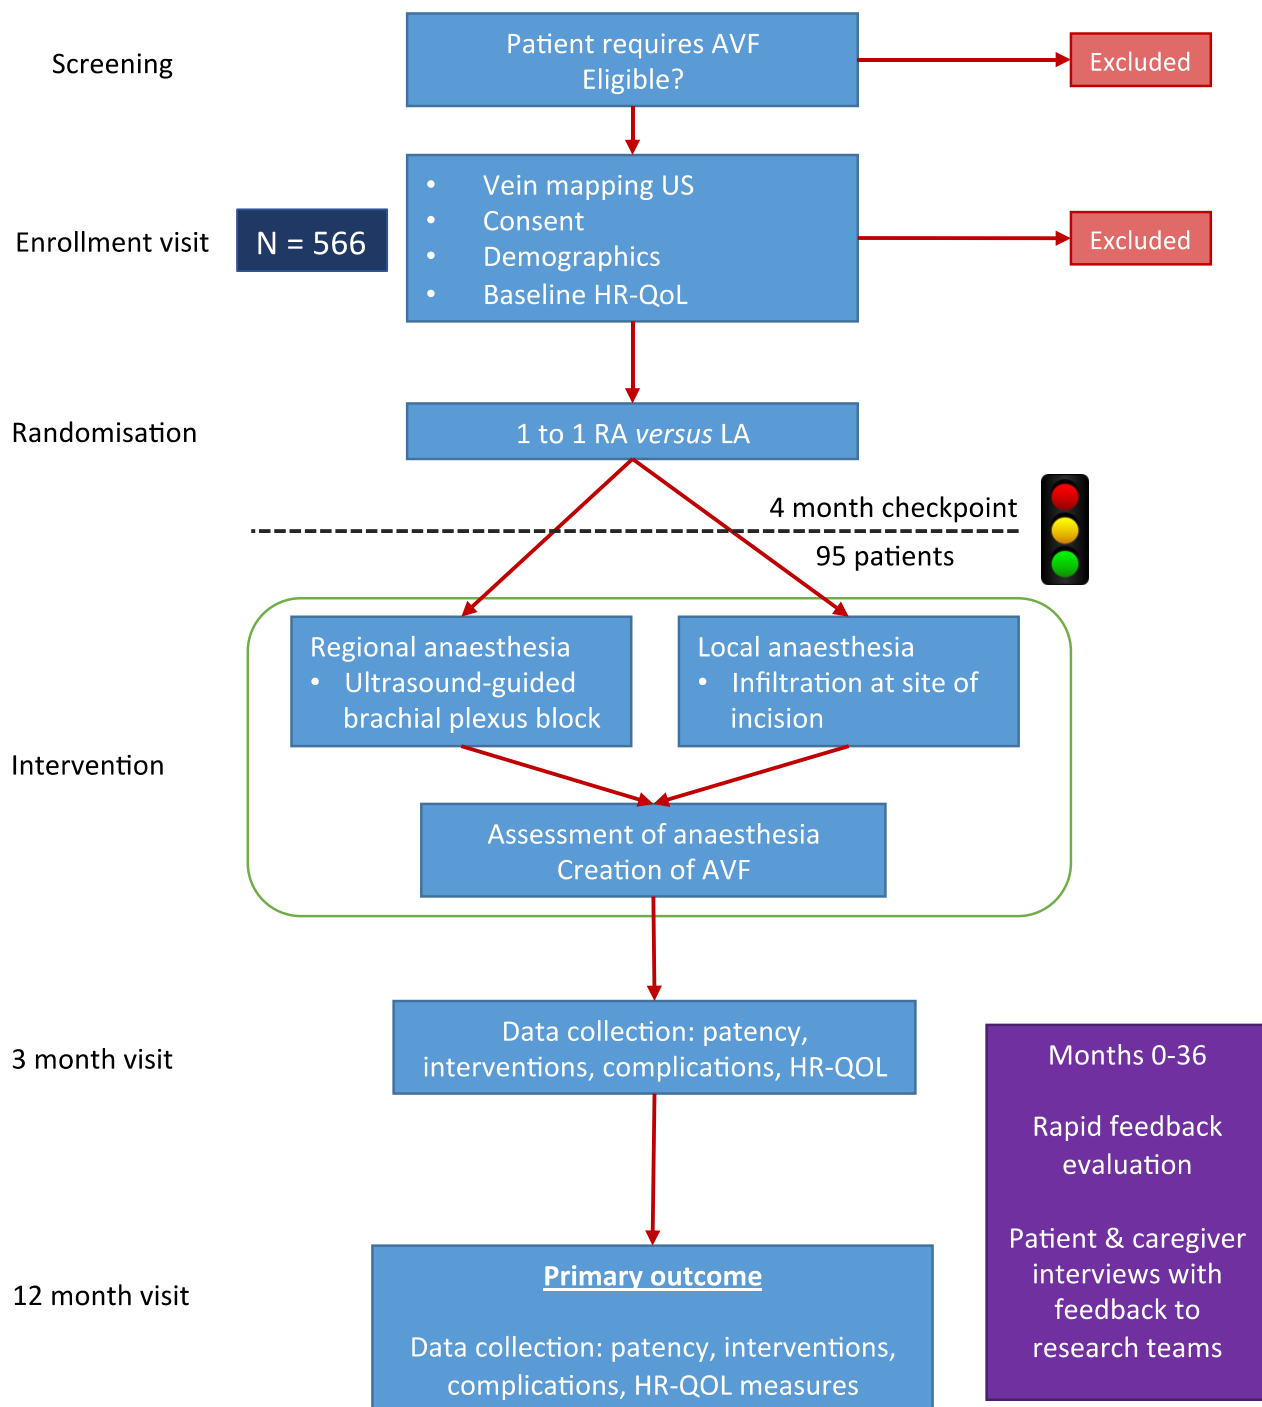 Screening
Patient requires AVF
Eligible?
Excluded
Enrollment visit
N = 566
• Vein mapping US
• Consent
• Demographics
• Baseline HR-QoL
Excluded
Randomisation
1 to 1 RA versus LA
4 month checkpoint
95 patients
Intervention
Regional anaesthesia
• Ultrasound-guided
brachial plexus block
Local anaesthesia
• Infiltration at site of
incision
Assessment of anaesthesia
Creation of AVF
3 month visit
Data collection: patency,
interventions, complications, HR-QOL
12 month visit
Primary outcome
Data collection: patency, interventions,
complications, HR-QOL measures
Months 0-36
Rapid feedback
evaluation
Patient & caregiver
interviews with
feedback to
research teams